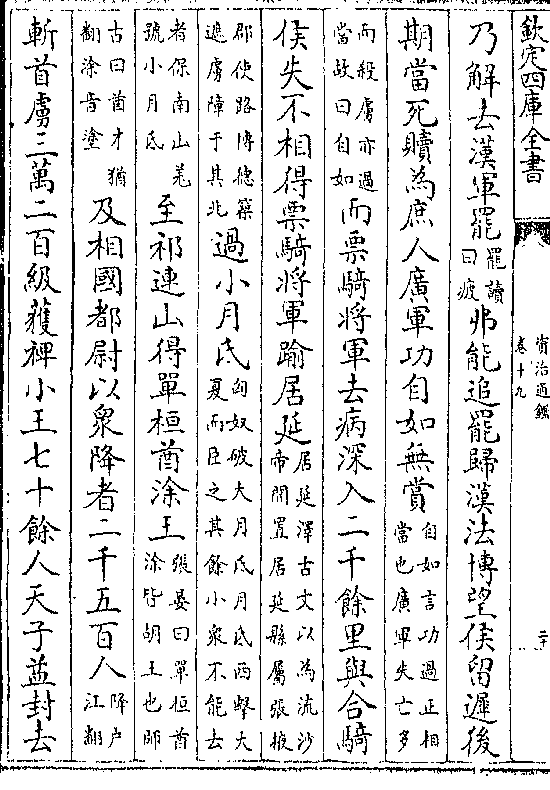 欽定四庫全書
資治通鑑
卷十九
二十
乃解去漢軍罷罷讀曰疲弗能追罷歸漢法博望侯留遲後
期當死贖為庶人廣軍功自如無賞自如言功過正相當也廣軍失亡多
而殺虜亦過當故曰自如而票騎將軍去病深入二千餘里與合騎
侯失不相得票騎將軍踰居延居延澤古文以為流沙帝開置居延縣屬張掖
郡使路博德築遮虜障于其北過小月氏匈奴破大月氏月氏西擊大夏而臣之其餘小衆不能去
者保南山羌號小月氏至祁連山得單桓酋涂王張晏曰單桓酋涂皆胡王也師
古曰酋才猶翻涂音塗及相國都尉以衆降者二千五百人降户江翻
斬首虜三萬二百級獲裨小王七十餘人天子益封去